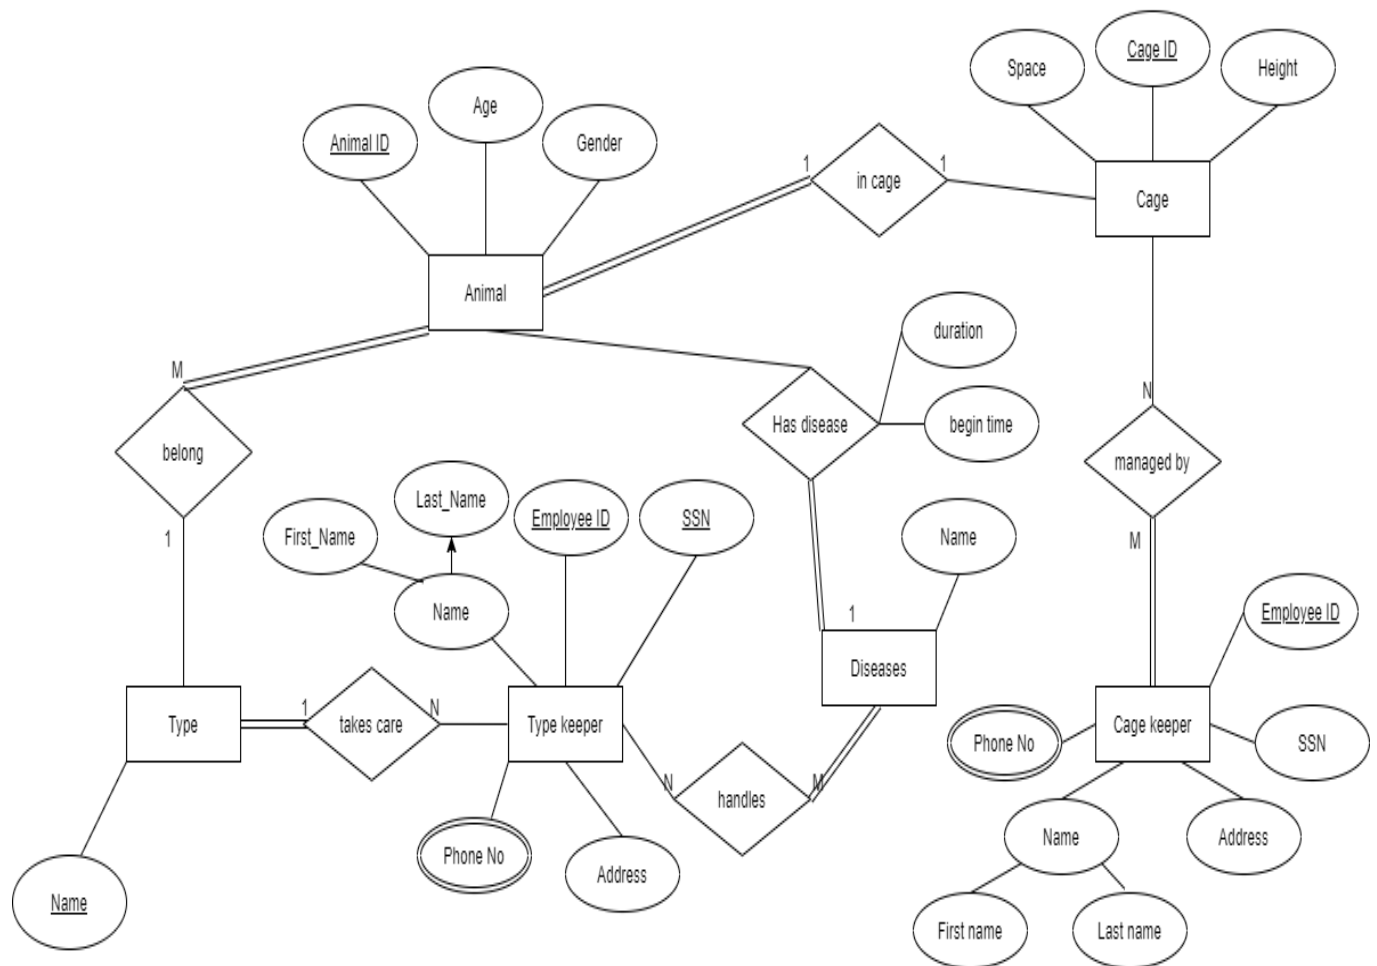 Cage ID
Space
Height
Age
Animal ID
Gender
1
in cage
1
Cage
Animal
duration
M
N
Has disease
begin time
belong
managed by
Last_Name
Employee ID
SSN
First_Name
Name
1
M
Name
1
Employee ID
Diseases
Type
1
takes care
N
Type keeper
Cage keeper
Phone No
SSN
N
handles
M
Name
Address
Phone No
Address
Name
First name
Last name